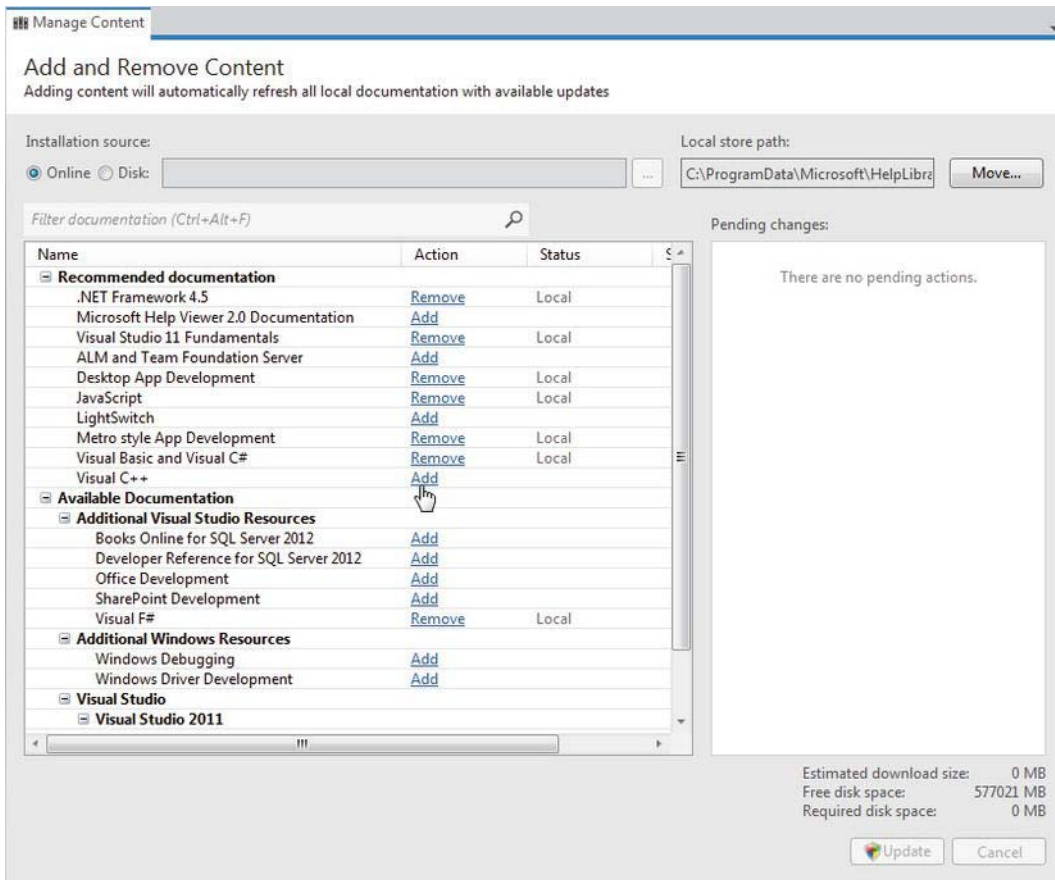 Manage Content
Add and Remove Content
Adding content will automatically refresh all local documentation with available updates
Installation source: Local store path:
Online Disk: ... C:\ProgramData\Microsoft\HelpLibra Move...
Filter documentation (Ctrl+Alt+F) Pending changes:
Name Action Status S
Recommended documentation There are no pending actions.
.NET Framework 4.5 Remove Local
Microsoft Help Viewer 2.0 Documentation Add
Visual Studio 11 Fundamentals Remove Local
ALM and Team Foundation Server Add
Desktop App Development Remove Local
JavaScript Remove Local
LightSwitch Add
Metro style App Development Remove Local
Visual Basic and Visual C# Remove Local
Visual C++ Add
Available Documentation
Additional Visual Studio Resources
Books Online for SQL Server 2012 Add
Developer Reference for SQL Server 2012 Add
Office Development Add
SharePoint Development Add
Visual F# Remove Local
Additional Windows Resources
Windows Debugging Add
Windows Driver Development Add
Visual Studio
Visual Studio 2011
Estimated download size: 0 MB
Free disk space: 577021 MB
Required disk space: 0 MB
Update Cancel